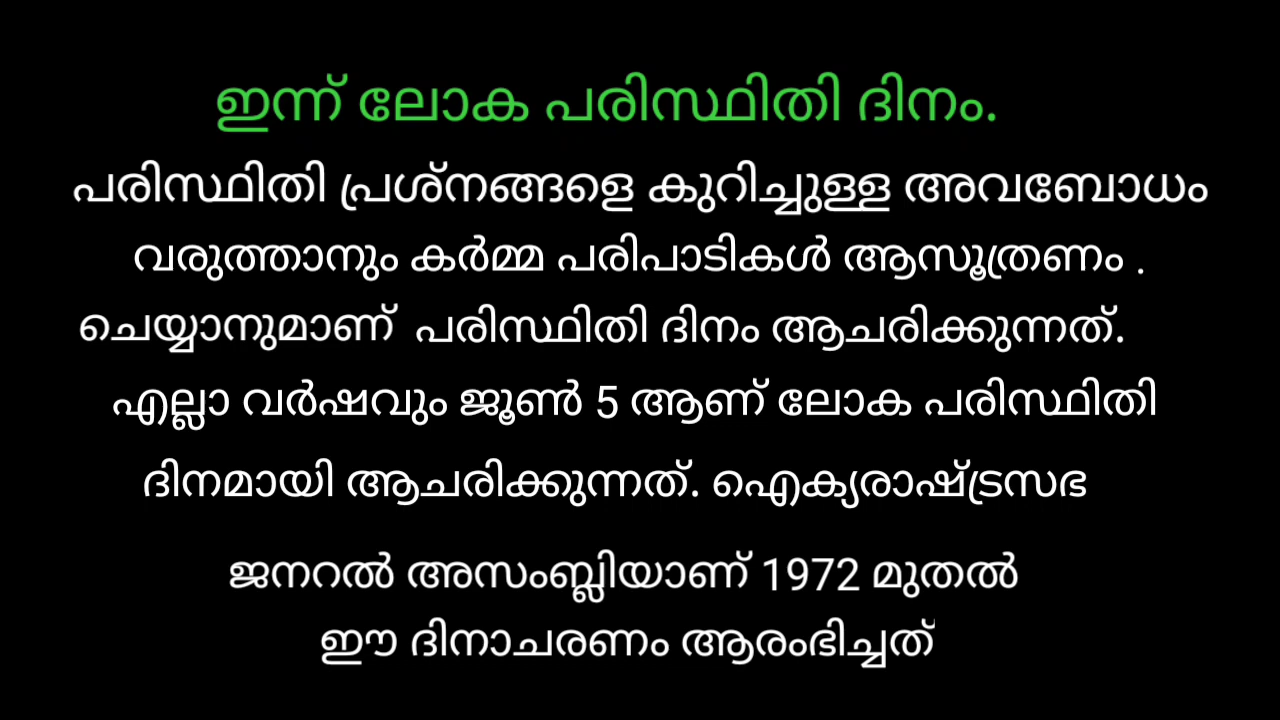 ഇന്ന് ലോക പരിസ്ഥിതി ദിനം.
പരിസ്ഥിതി പ്രശ്നങ്ങളെ കുറിച്ചുള്ള അവബോധം
വരുത്താനും കർമ്മ പരിപാടികൾ ആസൂത്രണം .
ചെയ്യാനുമാണ് പരിസ്ഥിതി ദിനം ആചരിക്കുന്നത്.
എല്ലാ വർഷവും ജൂൺ 5 ആണ് ലോക പരിസ്ഥിതി
ദിനമായി ആചരിക്കുന്നത്. ഐക്യരാഷ്ട്രസഭ
ജനറൽ അസംബ്ലിയാണ് 1972 മുതൽ
ഈ ദിനാചരണം ആരംഭിച്ചത്